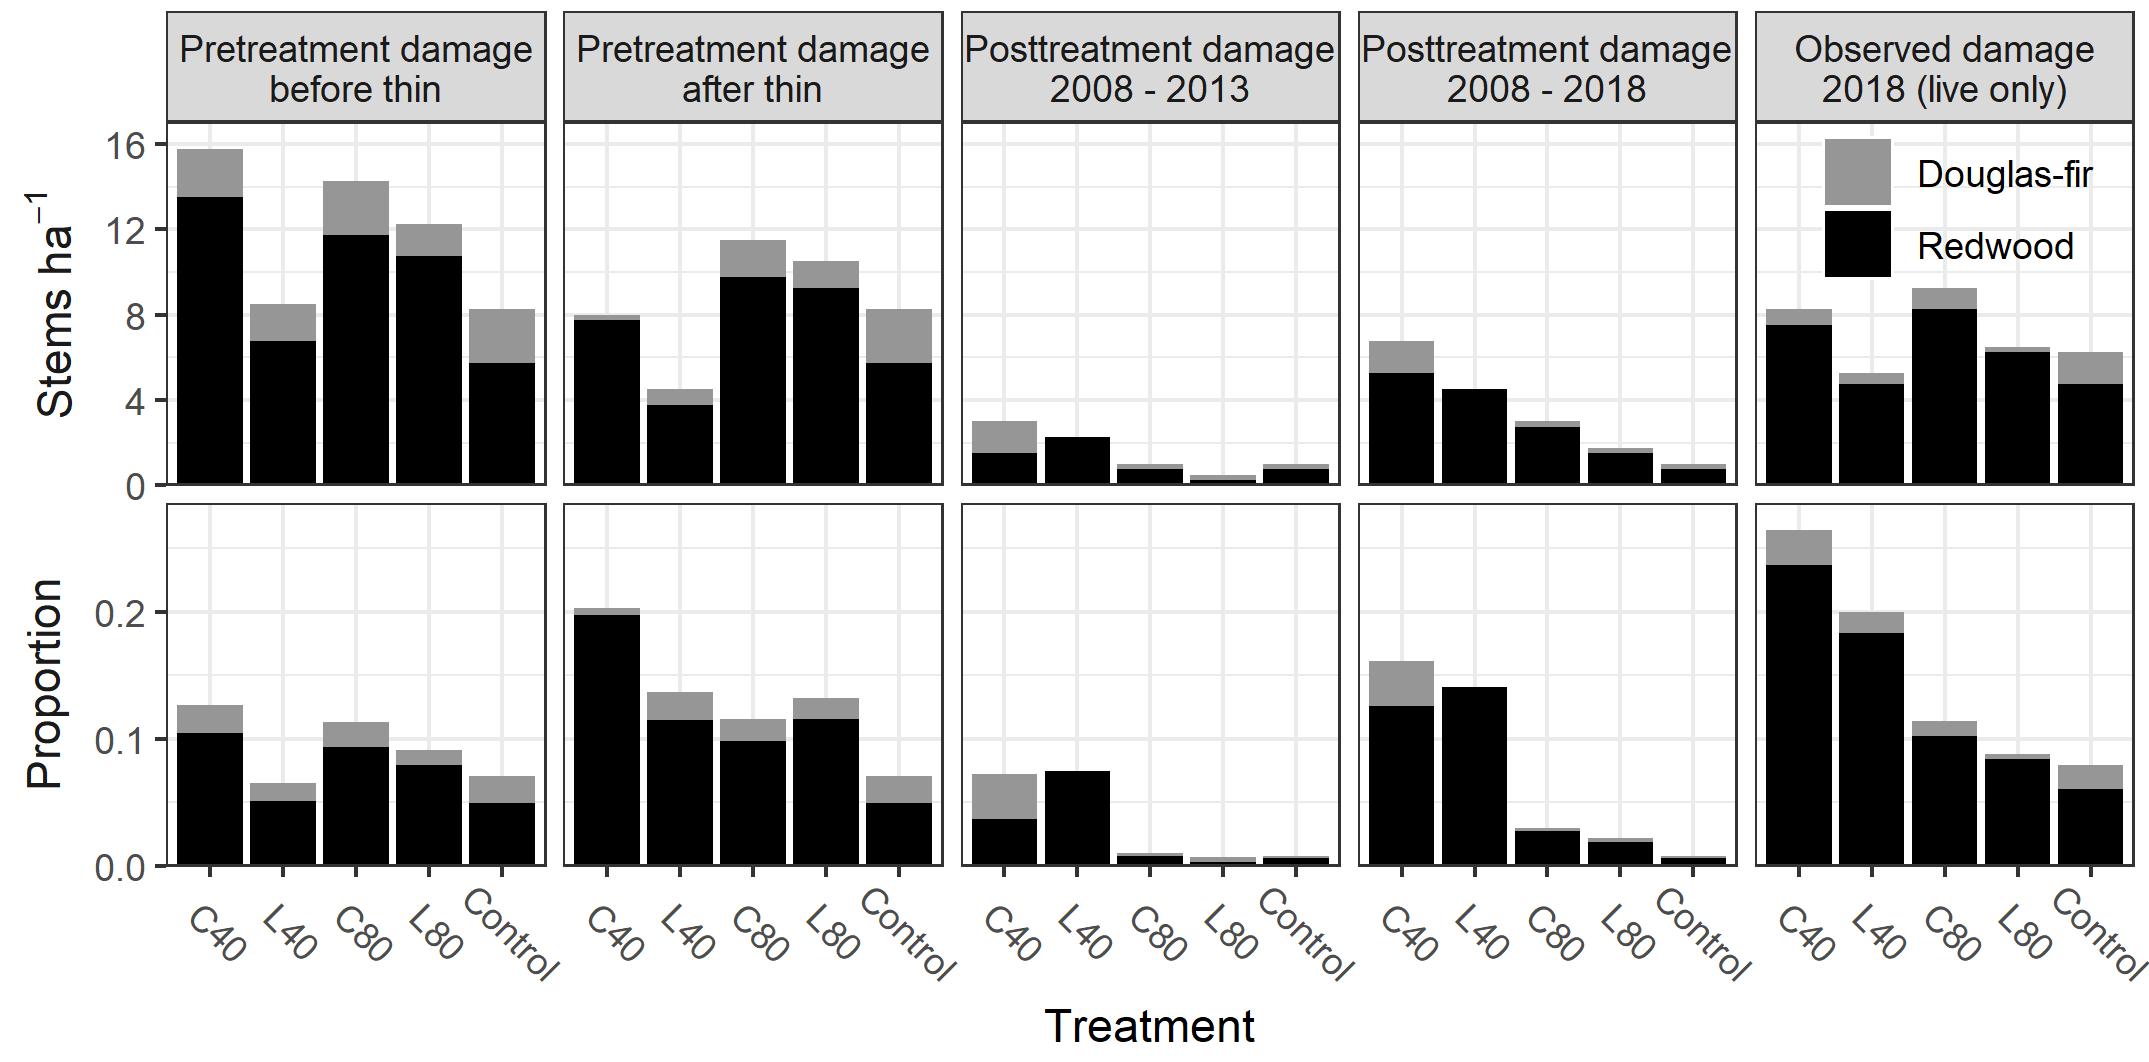 Pretreatment damage
before thin
Pretreatment damage
after thin
Posttreatment damage
2008 - 2013
Posttreatment damage
2008 - 2018
Observed damage
2018 (live only)
Stems ha⁻¹
16
12
8
4
0
Douglas-fir
Redwood
Proportion
0.2
0.1
0.0
C40 L40 C80 L80 Control
C40 L40 C80 L80 Control
C40 L40 C80 L80 Control
C40 L40 C80 L80 Control
C40 L40 C80 L80 Control
Treatment